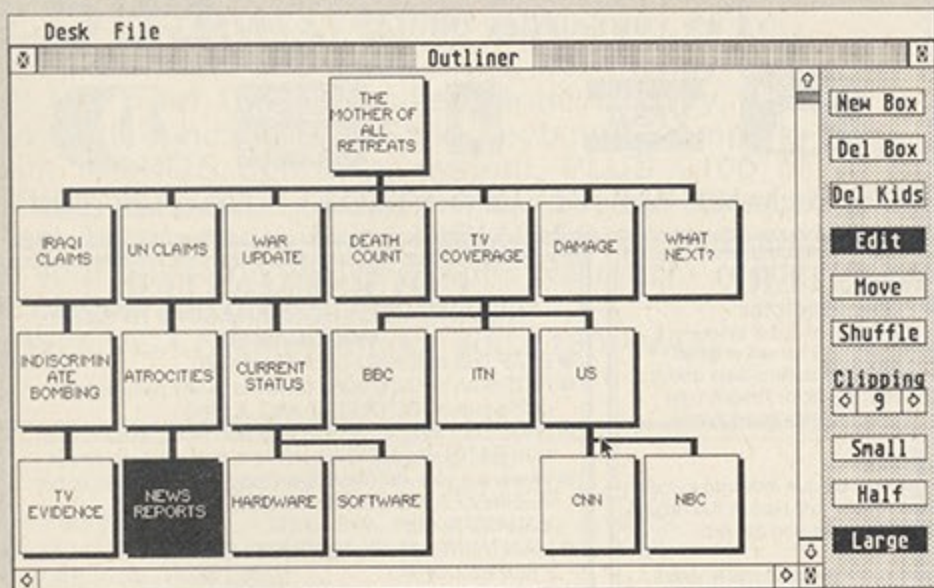 Desk File
Outliner
THE
MOTHER OF
ALL
RETREATS
IRAQI
CLAIMS
UN CLAIMS
WAR
UPDATE
DEATH
COUNT
TV
COVERAGE
DAMAGE
WHAT
NEXT?
INDISCRIMIN
ATE
BOMBING
ATROCITIES
CURRENT
STATUS
BBC
ITN
US
TV
EVIDENCE
NEWS
REPORTS
HARDWARE
SOFTWARE
CNN
NBC
New Box
Del Box
Del Kids
Edit
Move
Shuffle
Clipping
9
Small
Half
Large